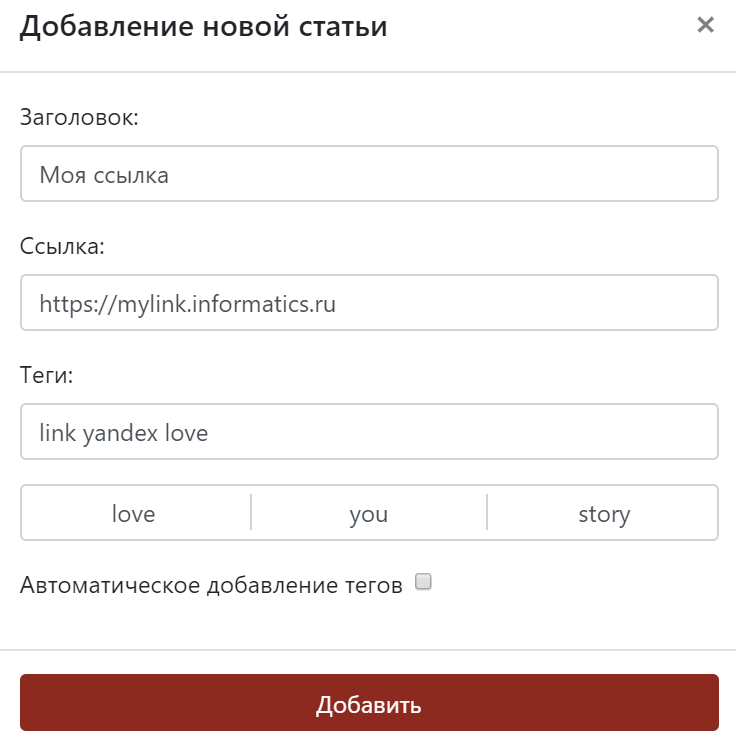 Добавление новой статьи ×
Заголовок:
Моя ссылка
Ссылка:
https://mylink.informatics.ru
Теги:
link yandex love
love you story
Автоматическое добавление тегов
Добавить